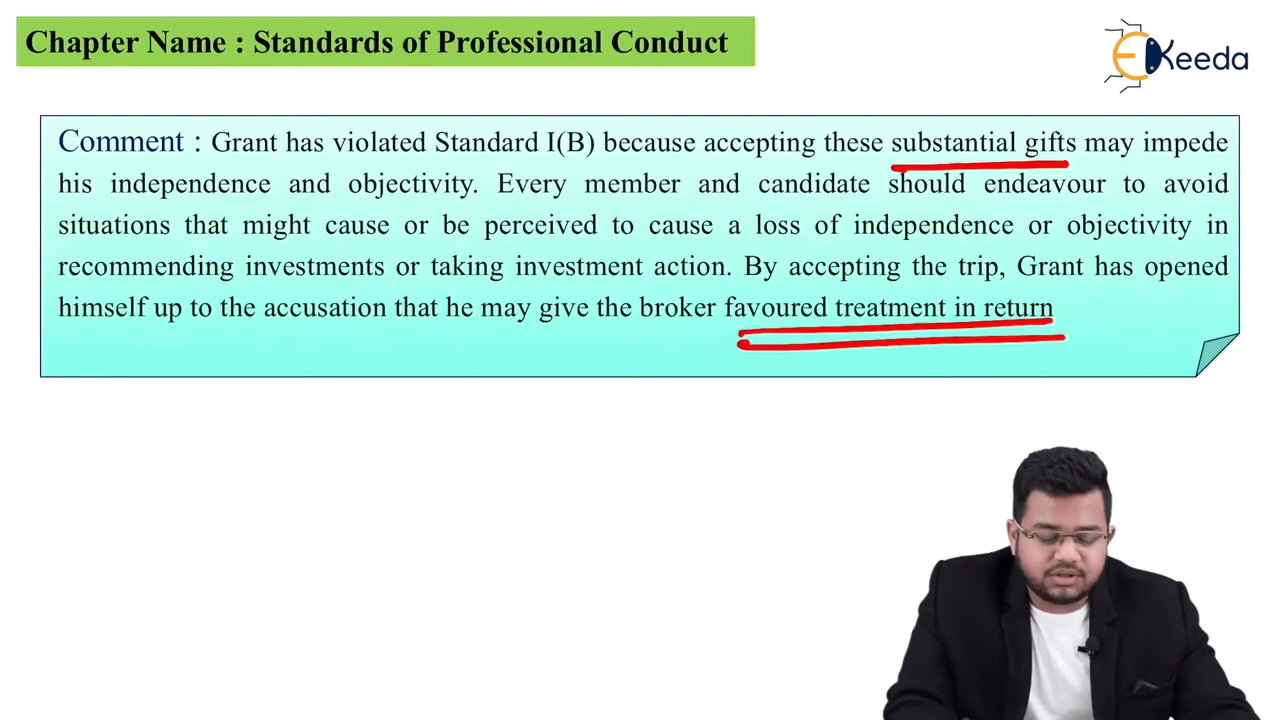 Chapter Name : Standards of Professional Conduct
EKeeda
Comment : Grant has violated Standard I(B) because accepting these substantial gifts may impede
his independence and objectivity. Every member and candidate should endeavour to avoid
situations that might cause or be perceived to cause a loss of independence or objectivity in
recommending investments or taking investment action. By accepting the trip, Grant has opened
himself up to the accusation that he may give the broker favoured treatment in return